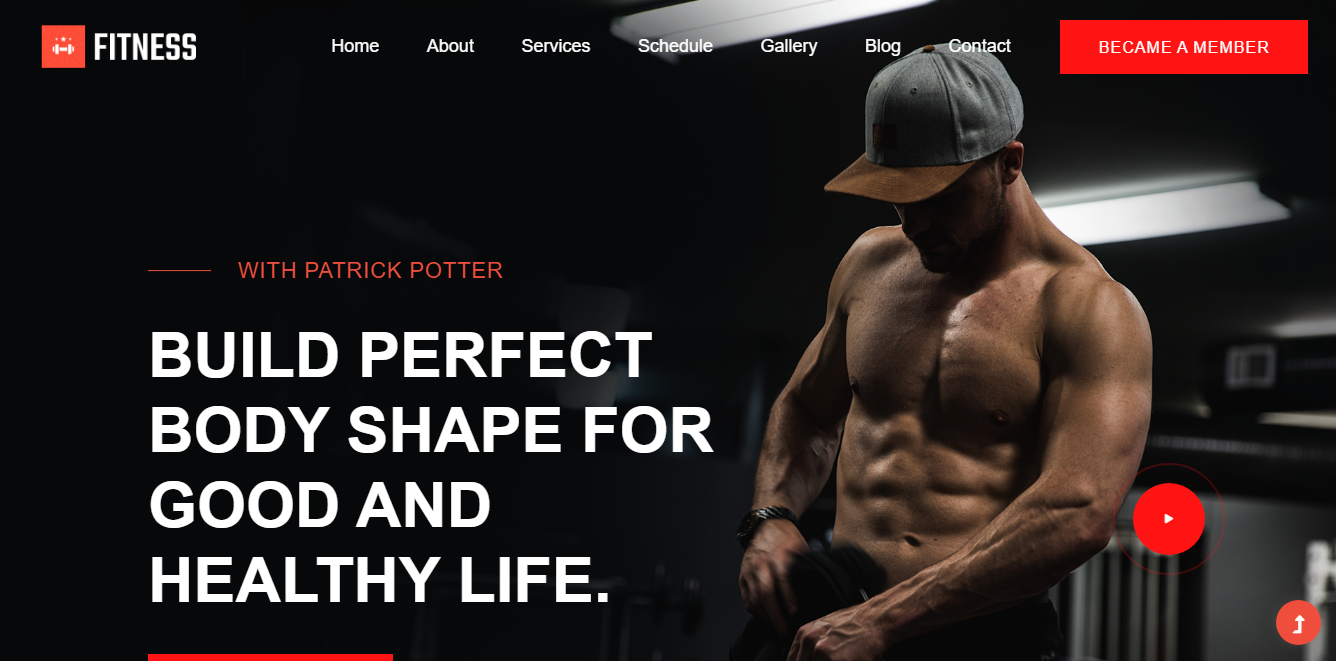 FITNESS
Home About Services Schedule Gallery Blog Contact
BECAME A MEMBER
WITH PATRICK POTTER
BUILD PERFECT
BODY SHAPE FOR
GOOD AND
HEALTHY LIFE.